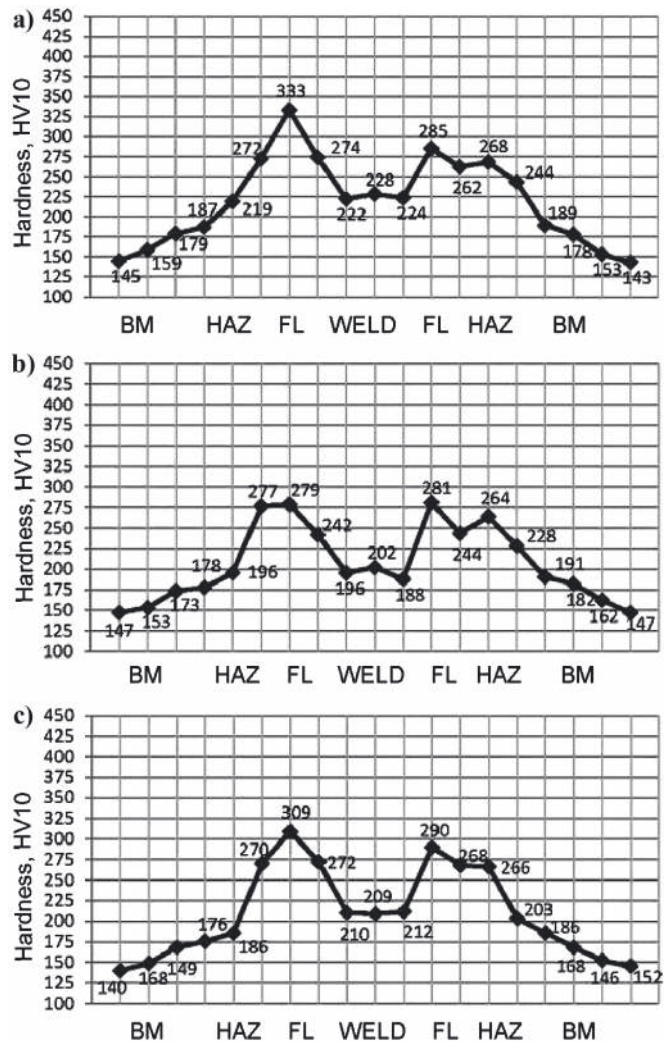 a) 450
425
400
375
350 333
325
300 272 274 285 268
275
250 228 262 244
225 187 219 222 224 189
200
175 179 178
150 159 153
125 145 143
100
Hardness, HV10
BM HAZ FL WELD FL HAZ BM
b) 450
425
400
375
350
325
300 277 279 281 264
275
250 242 244 228
225 178 202 191
200 196 196 188
175 173 182
150 153 162
125 147 147
100
Hardness, HV10
BM HAZ FL WELD FL HAZ BM
c) 450
425
400
375
350
325 309
300 270 290 268
275 272 266
250
225 176 209 203
200 210 212 186
175 186 168
150 149
125 140 168 146 152
100
Hardness, HV10
BM HAZ FL WELD FL HAZ BM